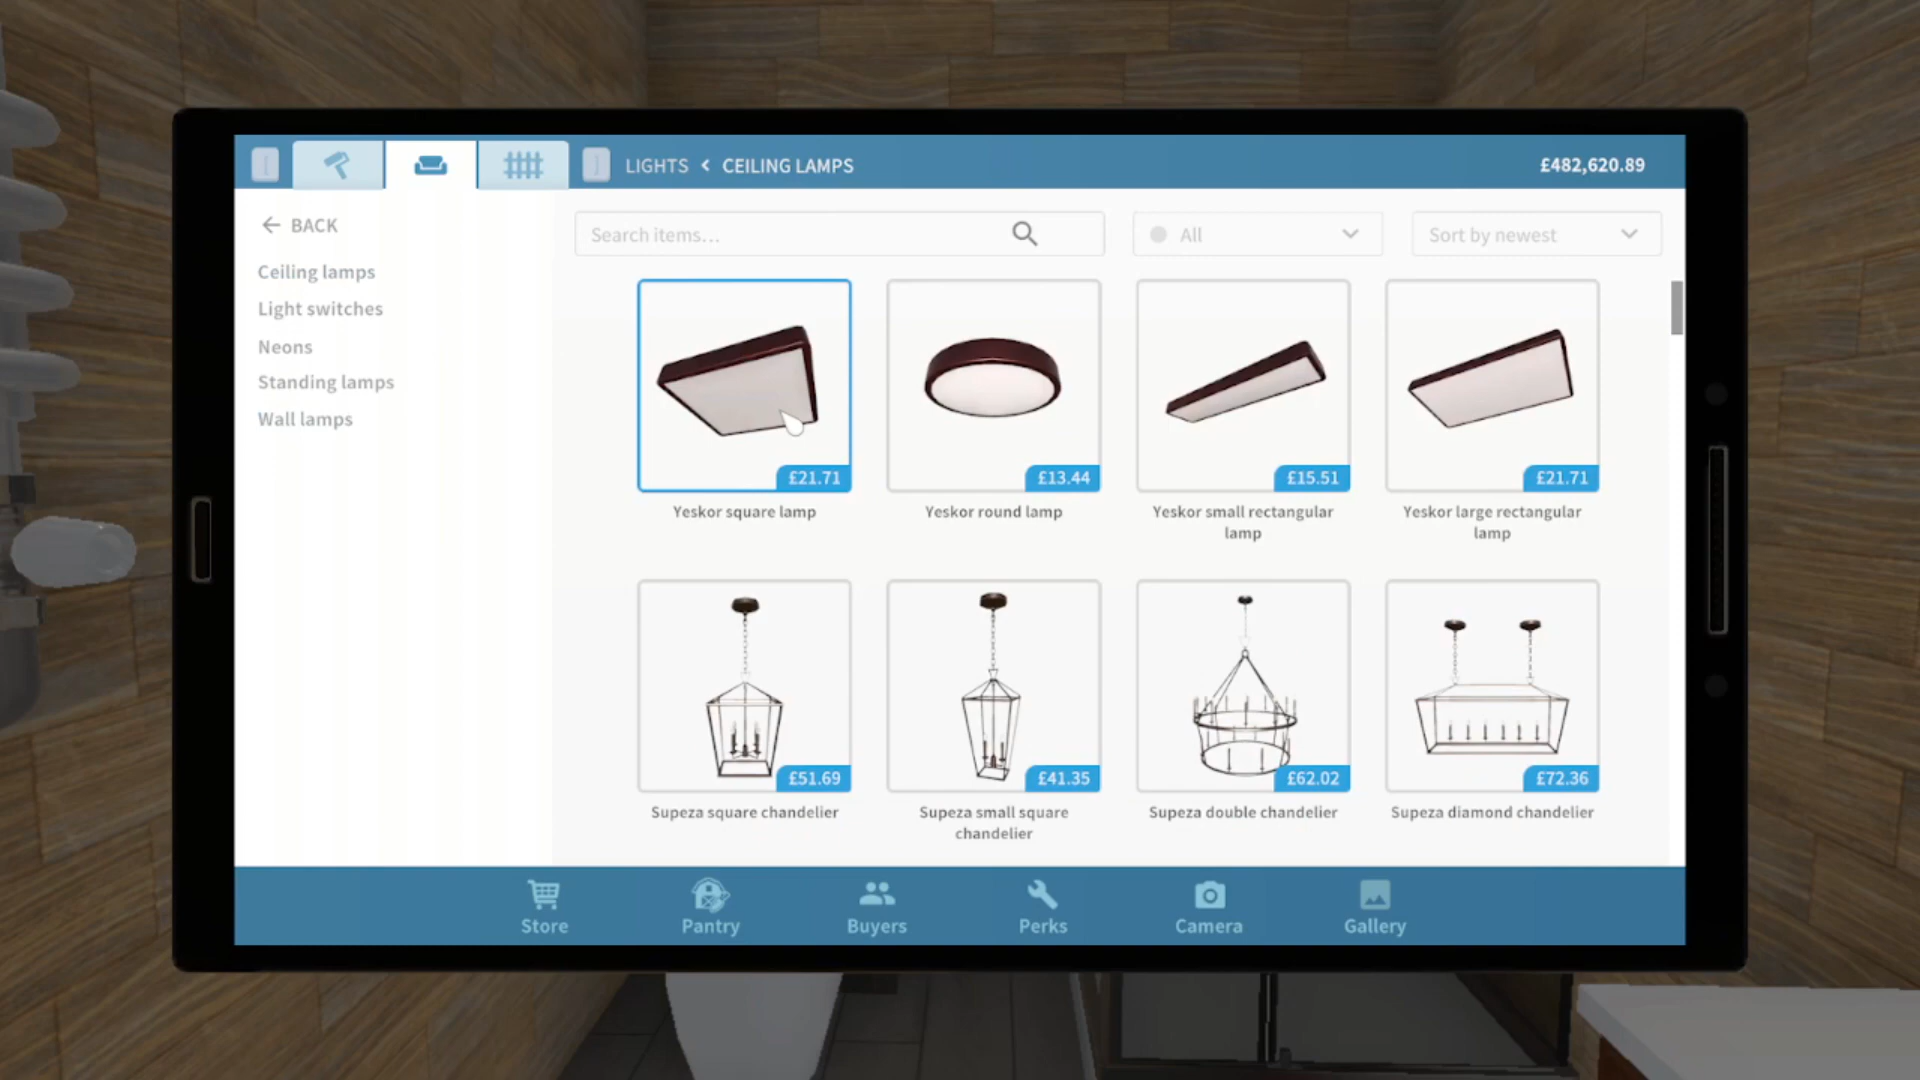 LIGHTS < CEILING LAMPS
£482,620.89
BACK
Search items...
All
Sort by newest
Ceiling lamps
Light switches
Neons
Standing lamps
Wall lamps
£21.71
£13.44
£15.51
£21.71
Yeskor square lamp
Yeskor round lamp
Yeskor small rectangular
lamp
Yeskor large rectangular
lamp
£51.69
£41.35
£62.02
£72.36
Supeza square chandelier
Supeza small square
chandelier
Supeza double chandelier
Supeza diamond chandelier
Store
Pantry
Buyers
Perks
Camera
Gallery